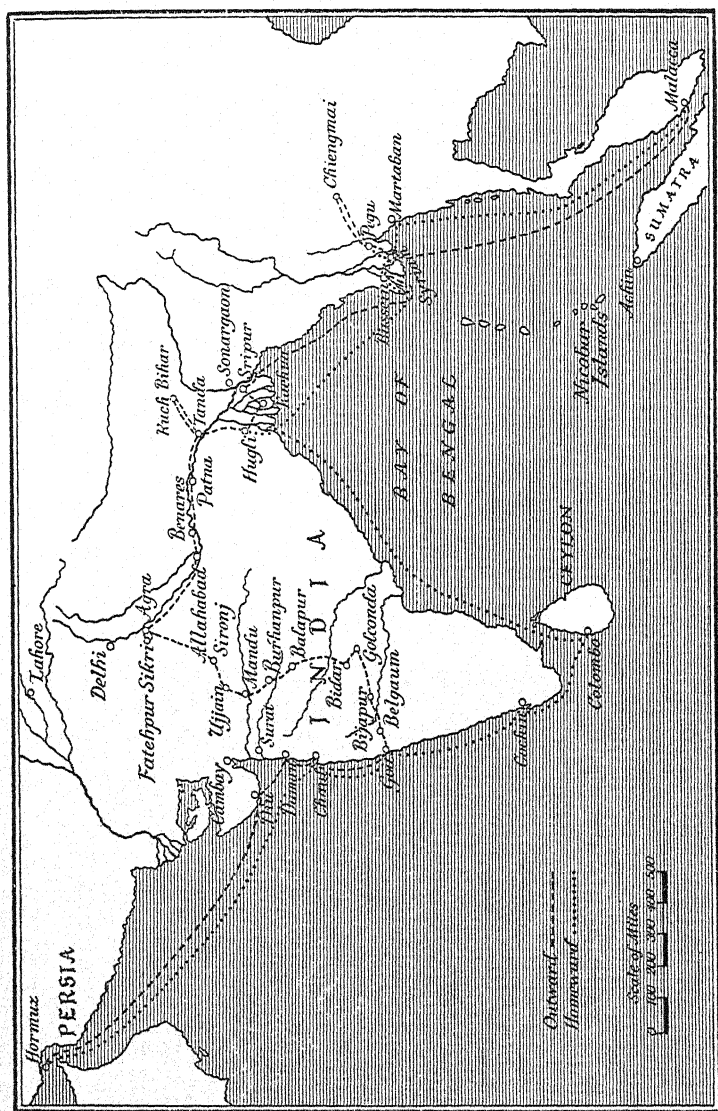 Hormuz
PERSIA
Lahore
Delhi
Agra
Fatehpur-Sikri
Allahabad
Sironj
Ujjain
Mandu
Burhanpur
Balapur
Surat
Cambay
Diu
Daman
Chaul
INDIA
Bidar
Golconda
Bijapur
Belgaum
Goa
Cochin
Colombo
CEYLON
Benares
Patna
Tanda
Kuch Bihar
Hugli
Sonargaon
Sripur
BAY OF
BENGAL
Chiengmai
Pegu
Martaban
Nicobar
Islands
Achin
SUMATRA
Malacca
Outward
Homeward
Scale of Miles
0 100 200 300 400 500